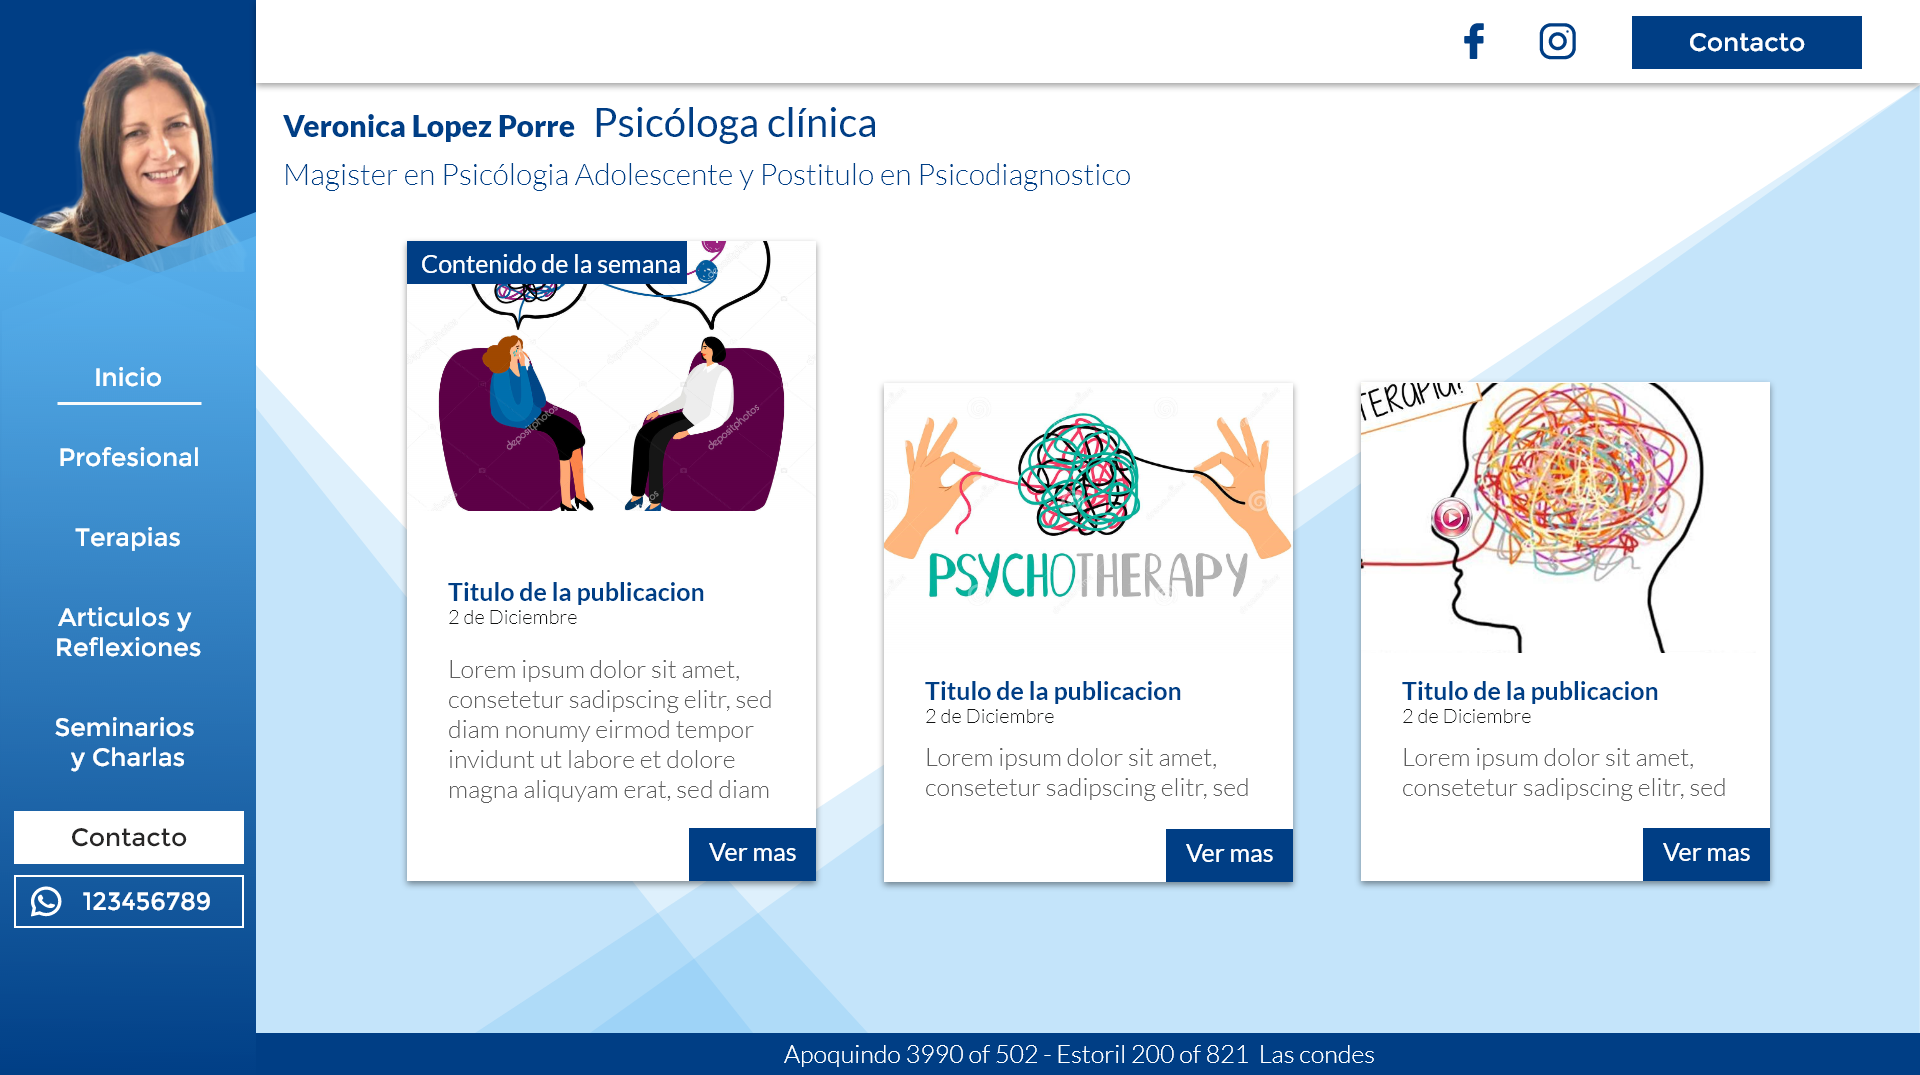 Contacto
Veronica Lopez Porre Psicóloga clínica
Magister en Psicólogia Adolescente y Postitulo en Psicodiagnostico
Inicio
Profesional
Terapias
Articulos y
Reflexiones
Seminarios
y Charlas
Contacto
123456789
Contenido de la semana
depositphotos
depositphotos
Titulo de la publicacion
2 de Diciembre
Lorem ipsum dolor sit amet,
consetetur sadipscing elitr, sed
diam nonumy eirmod tempor
invidunt ut labore et dolore
magna aliquyam erat, sed diam
Ver mas
PSYCHOTHERAPY
Titulo de la publicacion
2 de Diciembre
Lorem ipsum dolor sit amet,
consetetur sadipscing elitr, sed
Ver mas
TERAPIA!
Titulo de la publicacion
2 de Diciembre
Lorem ipsum dolor sit amet,
consetetur sadipscing elitr, sed
Ver mas
Apoquindo 3990 of 502 - Estoril 200 of 821 Las condes